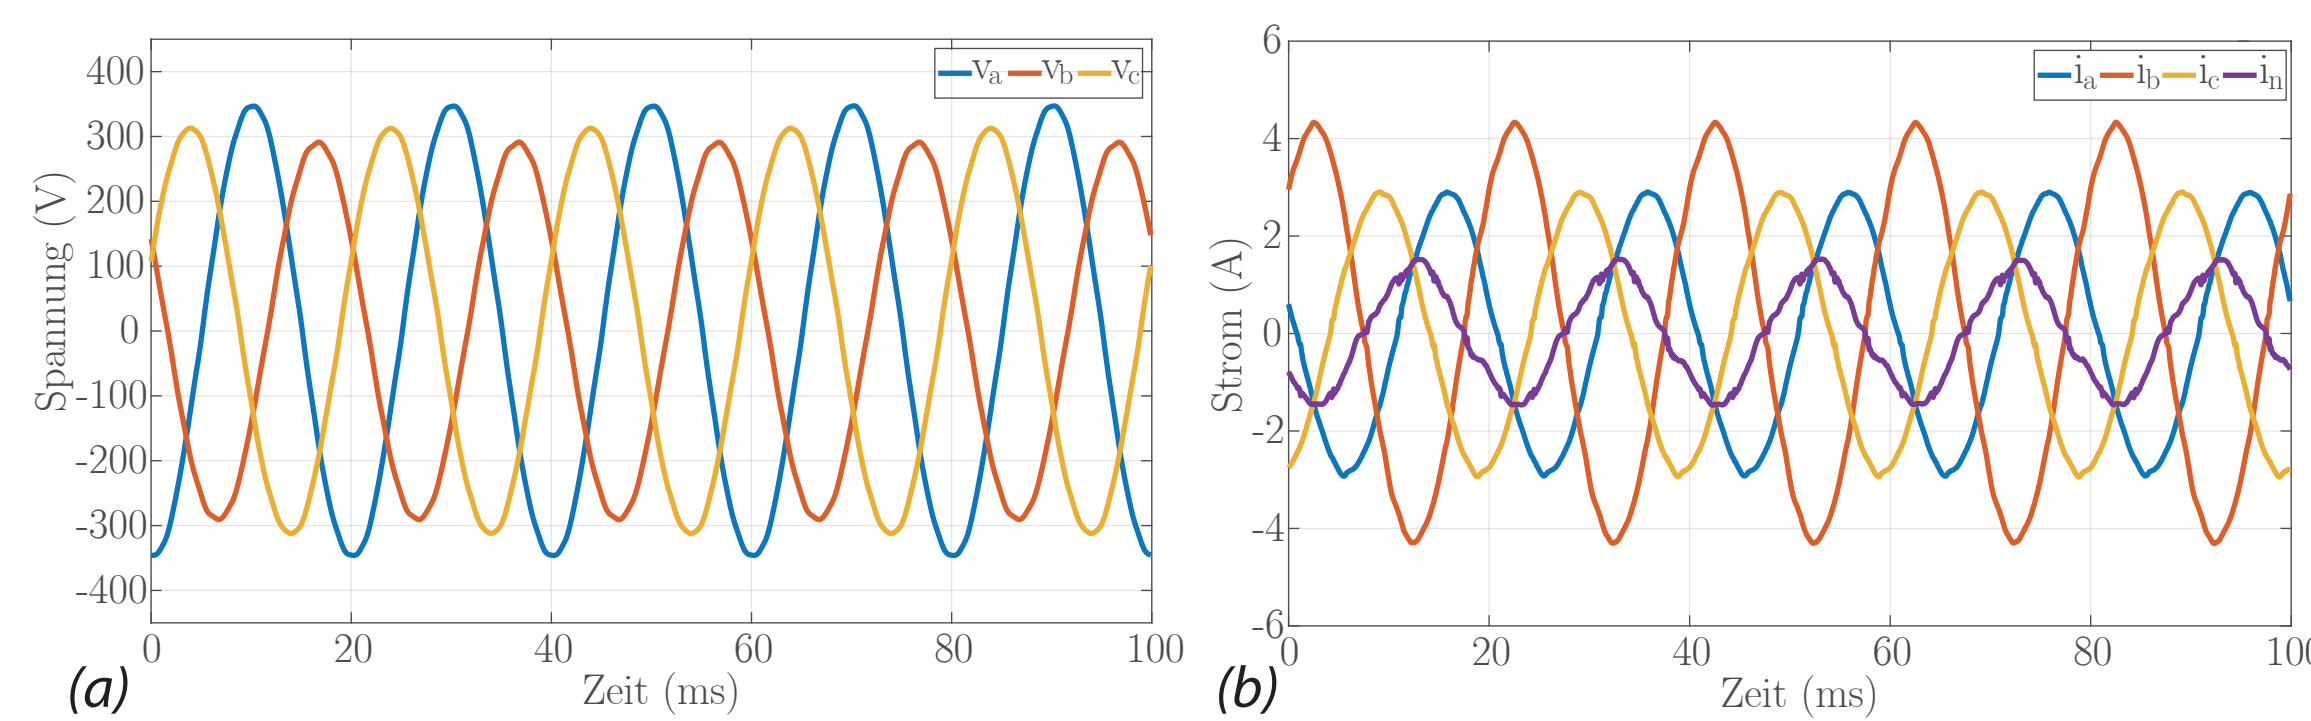 400
300
200
100
0
-100
-200
-300
-400
Spannung (V)
va vb vc
0 20 40 60 80 100
Zeit (ms)
(a)
6
4
2
0
-2
-4
-6
Strom (A)
ia ib ic in
0 20 40 60 80 100
Zeit (ms)
(b)